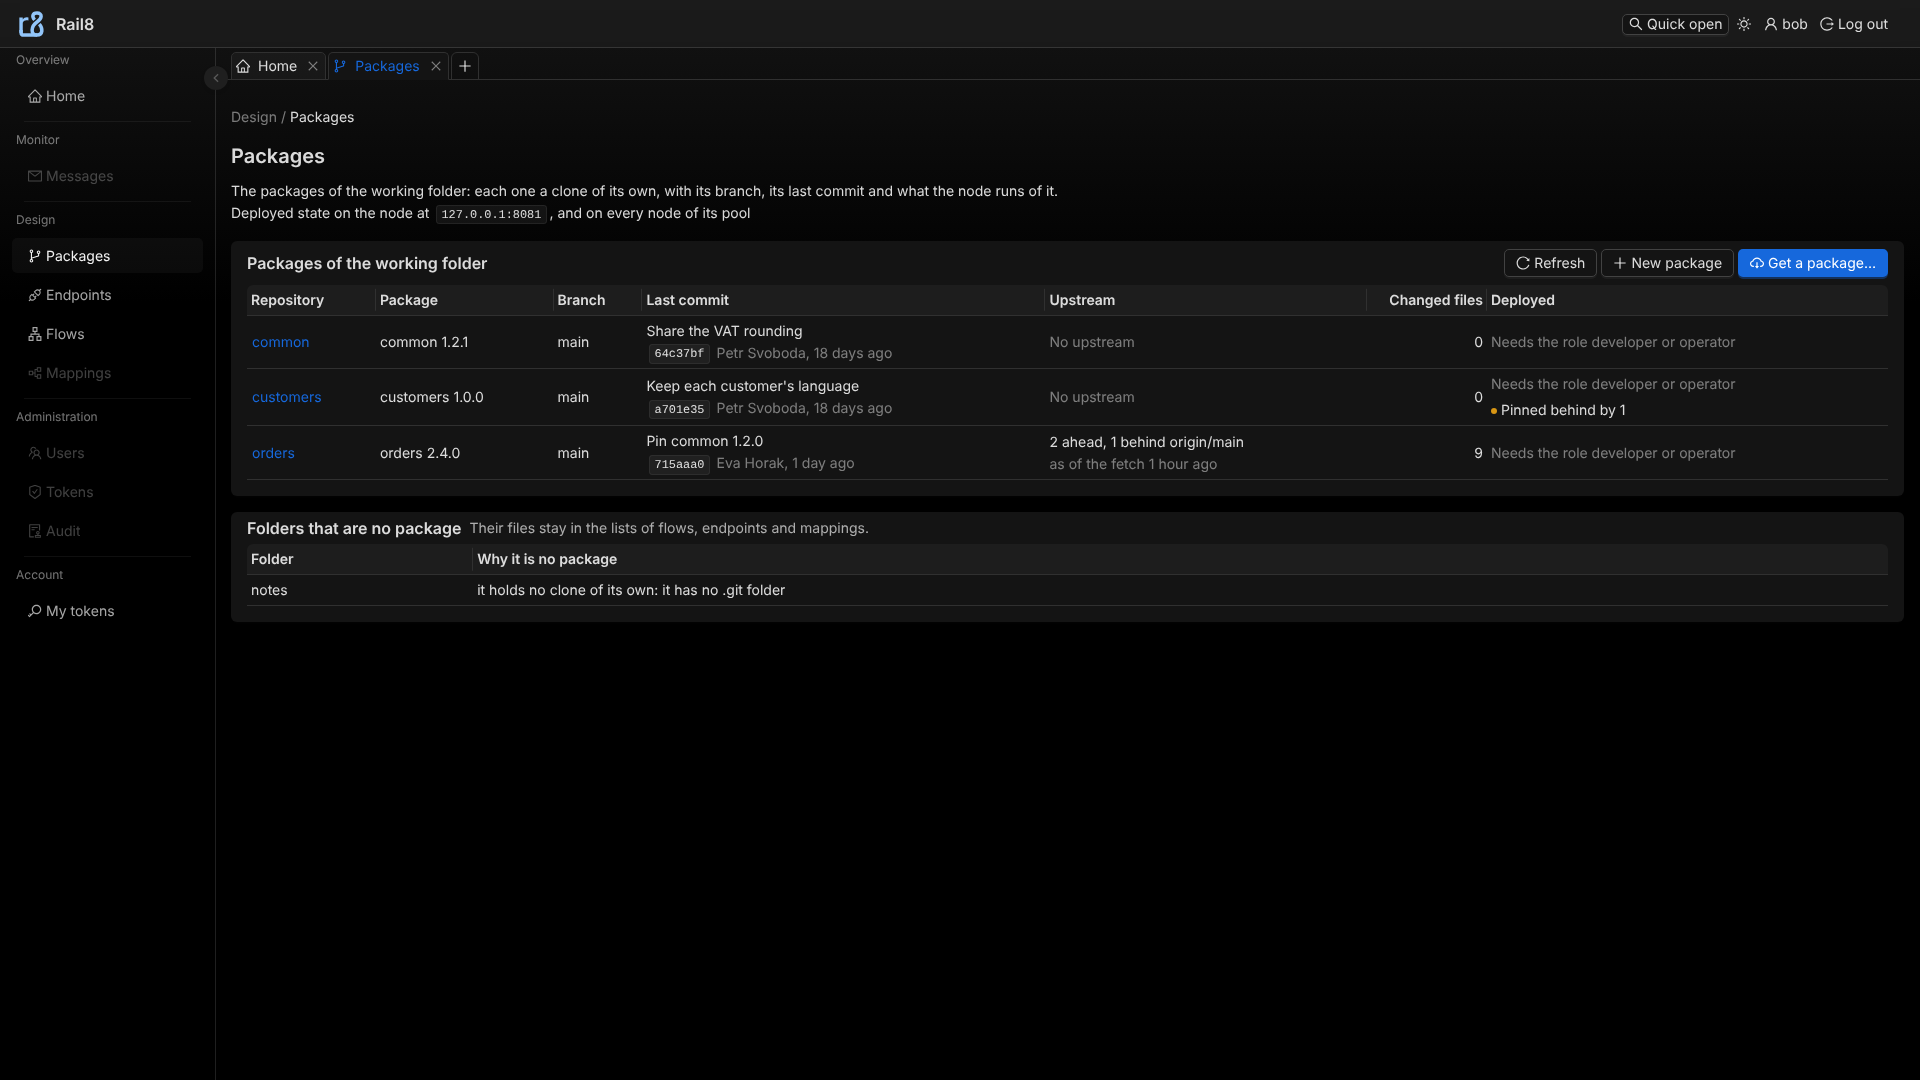 Rail8
Quick open
bob
Log out
Overview
Home
Monitor
Messages
Design
Packages
Endpoints
Flows
Mappings
Administration
Users
Tokens
Audit
Account
My tokens
Home
Packages
Design / Packages
Packages
The packages of the working folder: each one a clone of its own, with its branch, its last commit and what the node runs of it.
Deployed state on the node at 127.0.0.1:8081, and on every node of its pool
Packages of the working folder
Refresh
New package
Get a package...
Repository Package Branch Last commit Upstream Changed files Deployed
common common 1.2.1 main Share the VAT rounding No upstream 0 Needs the role developer or operator
64c37bf Petr Svoboda, 18 days ago
customers customers 1.0.0 main Keep each customer's language No upstream 0 Needs the role developer or operator
a701e35 Petr Svoboda, 18 days ago Pinned behind by 1
orders orders 2.4.0 main Pin common 1.2.0 2 ahead, 1 behind origin/main 9 Needs the role developer or operator
715aaa0 Eva Horak, 1 day ago as of the fetch 1 hour ago
Folders that are no package Their files stay in the lists of flows, endpoints and mappings.
Folder Why it is no package
notes it holds no clone of its own: it has no .git folder